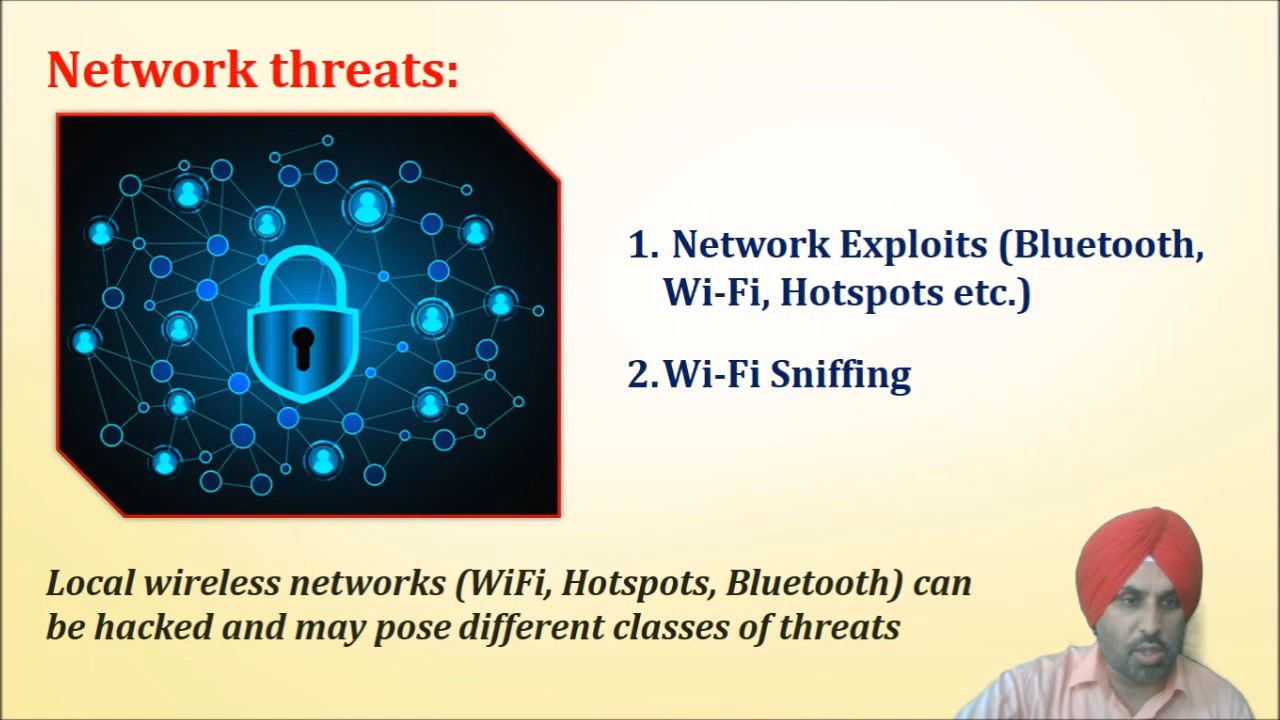 Network threats:
1. Network Exploits (Bluetooth,
Wi-Fi, Hotspots etc.)
2.Wi-Fi Sniffing
Local wireless networks (WiFi, Hotspots, Bluetooth) can
be hacked and may pose different classes of threats